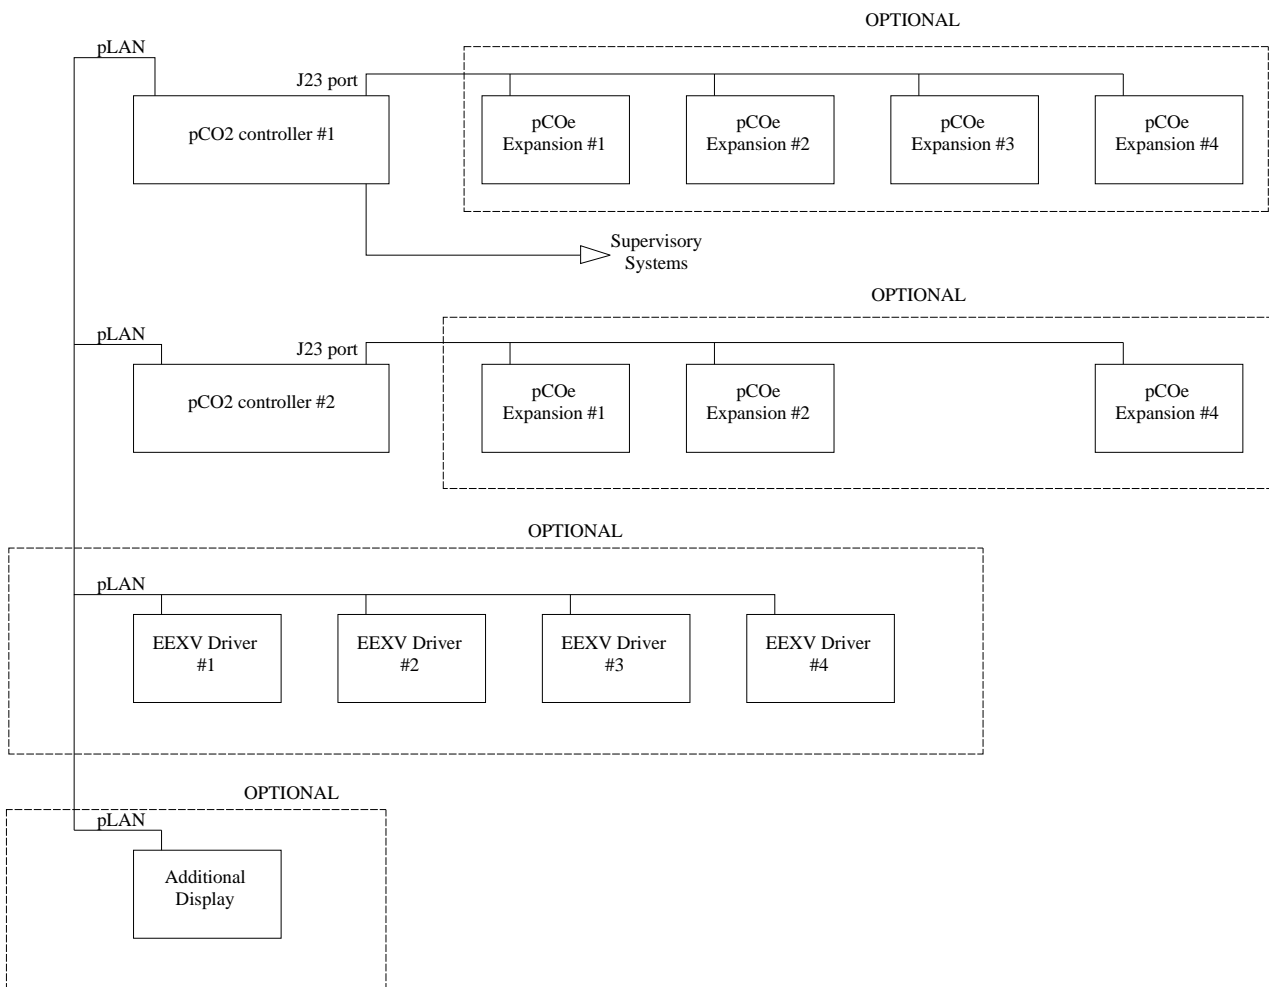 OPTIONAL
pLAN
J23 port
pCO2 controller #1
pCOe
Expansion #1
pCOe
Expansion #2
pCOe
Expansion #3
pCOe
Expansion #4
Supervisory
Systems
OPTIONAL
pLAN
J23 port
pCO2 controller #2
pCOe
Expansion #1
pCOe
Expansion #2
pCOe
Expansion #4
OPTIONAL
pLAN
EEXV Driver
#1
EEXV Driver
#2
EEXV Driver
#3
EEXV Driver
#4
OPTIONAL
pLAN
Additional
Display